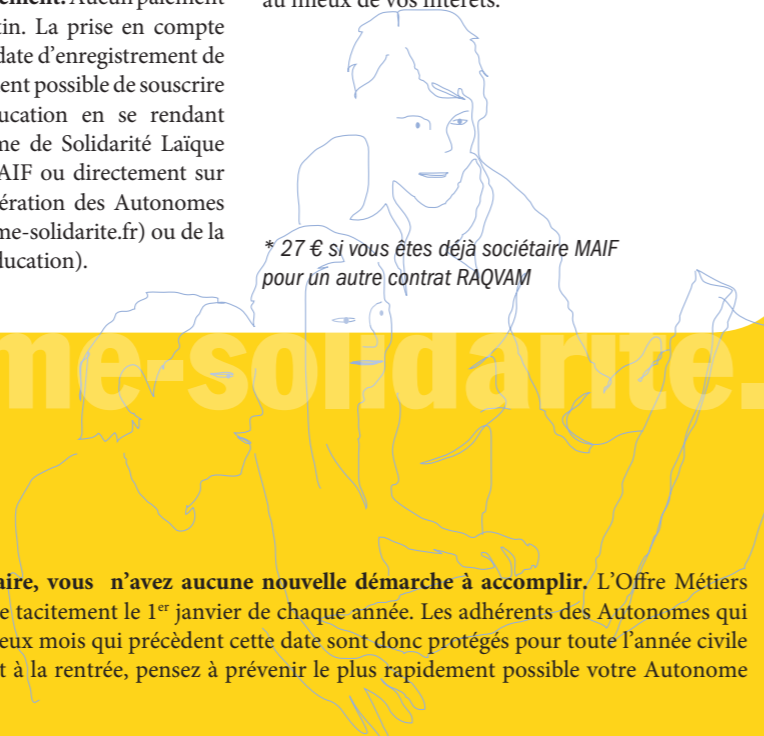 ement. Aucun paiement
tin. La prise en compte
date d’enregistrement de
ent possible de souscrire
ucation en se rendant
me de Solidarité Laïque
AIF ou directement sur
ération des Autonomes
me-solidarite.fr) ou de la
ducation).
au mieux de vos intérêts.
* 27 € si vous êtes déjà sociétaire MAIF
pour un autre contrat RAQVAM
me-solidarite.
aire, vous n’avez aucune nouvelle démarche à accomplir. L’Offre Métiers
e tacitement le 1er janvier de chaque année. Les adhérents des Autonomes qui
eux mois qui précèdent cette date sont donc protégés pour toute l’année civile
t à la rentrée, pensez à prévenir le plus rapidement possible votre Autonome